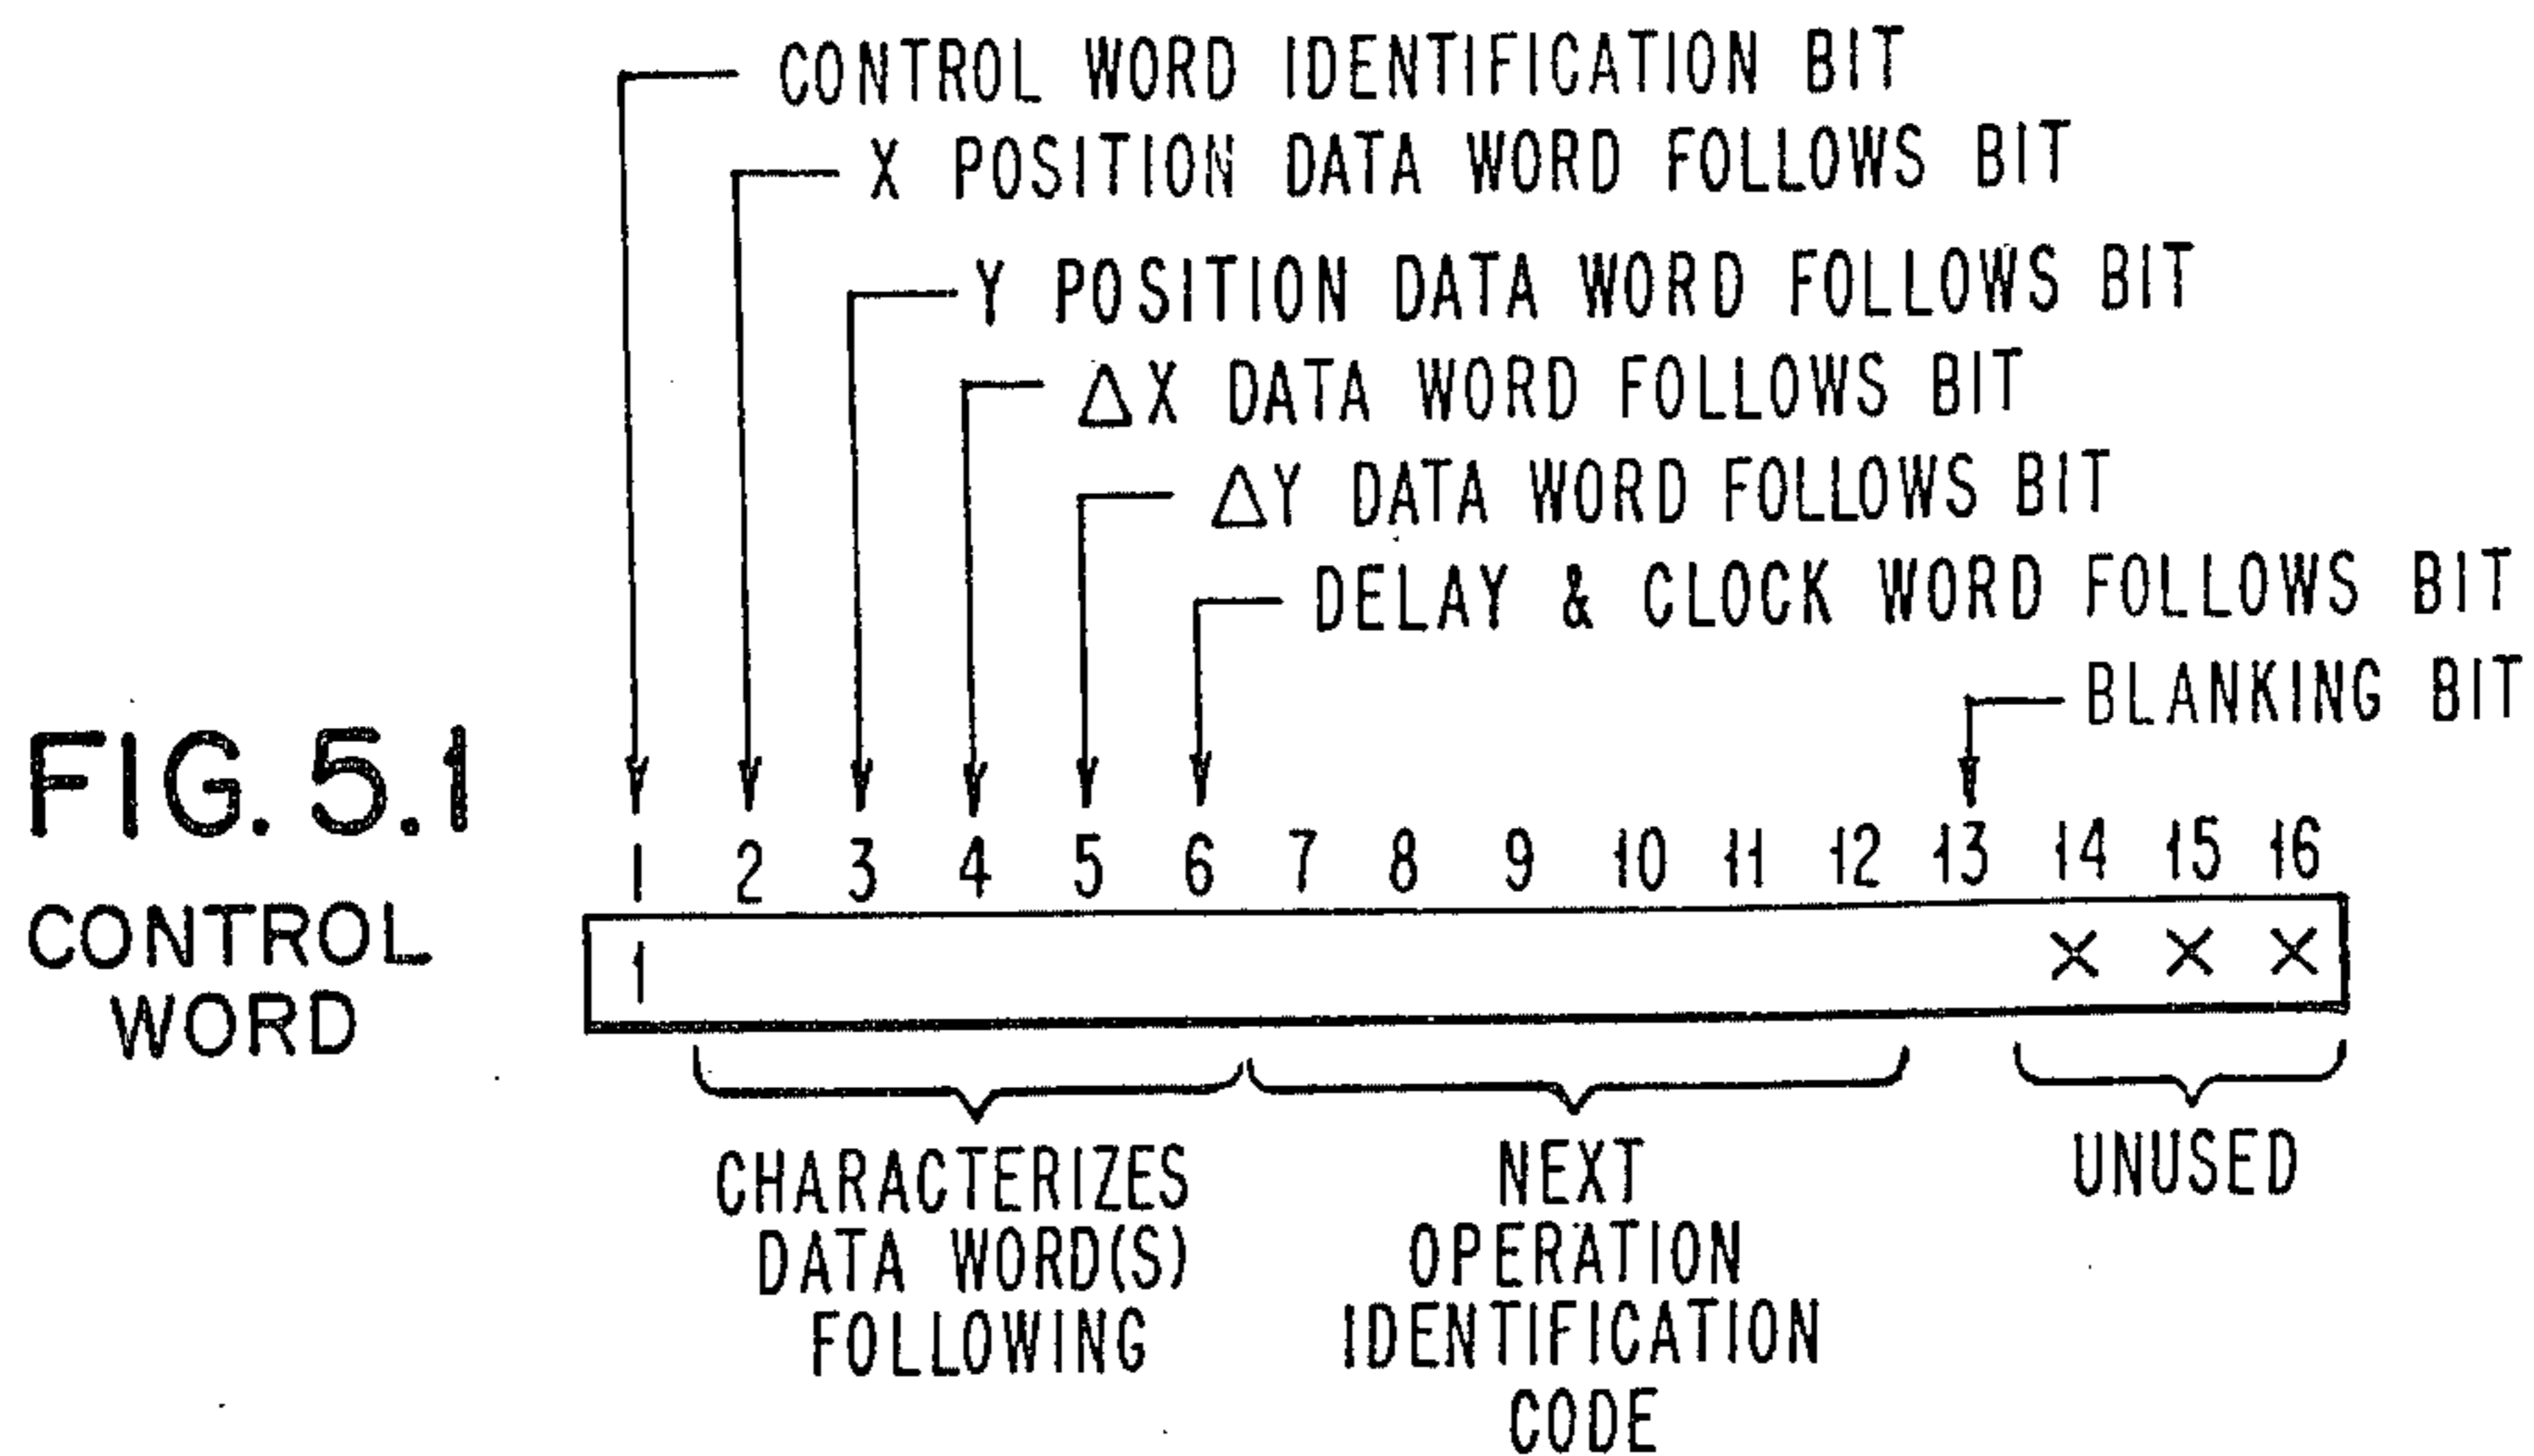 CONTROL WORD IDENTIFICATION BIT
X POSITION DATA WORD FOLLOWS BIT
Y POSITION DATA WORD FOLLOWS BIT
△X DATA WORD FOLLOWS BIT
△Y DATA WORD FOLLOWS BIT
DELAY & CLOCK WORD FOLLOWS BIT
BLANKING BIT
FIG. 5.1
CONTROL
WORD
1 2 3 4 5 6 7 8 9 10 11 12 13 14 15 16
1 X X X
CHARACTERIZES
DATA WORD(S)
FOLLOWING
NEXT
OPERATION
IDENTIFICATION
CODE
UNUSED